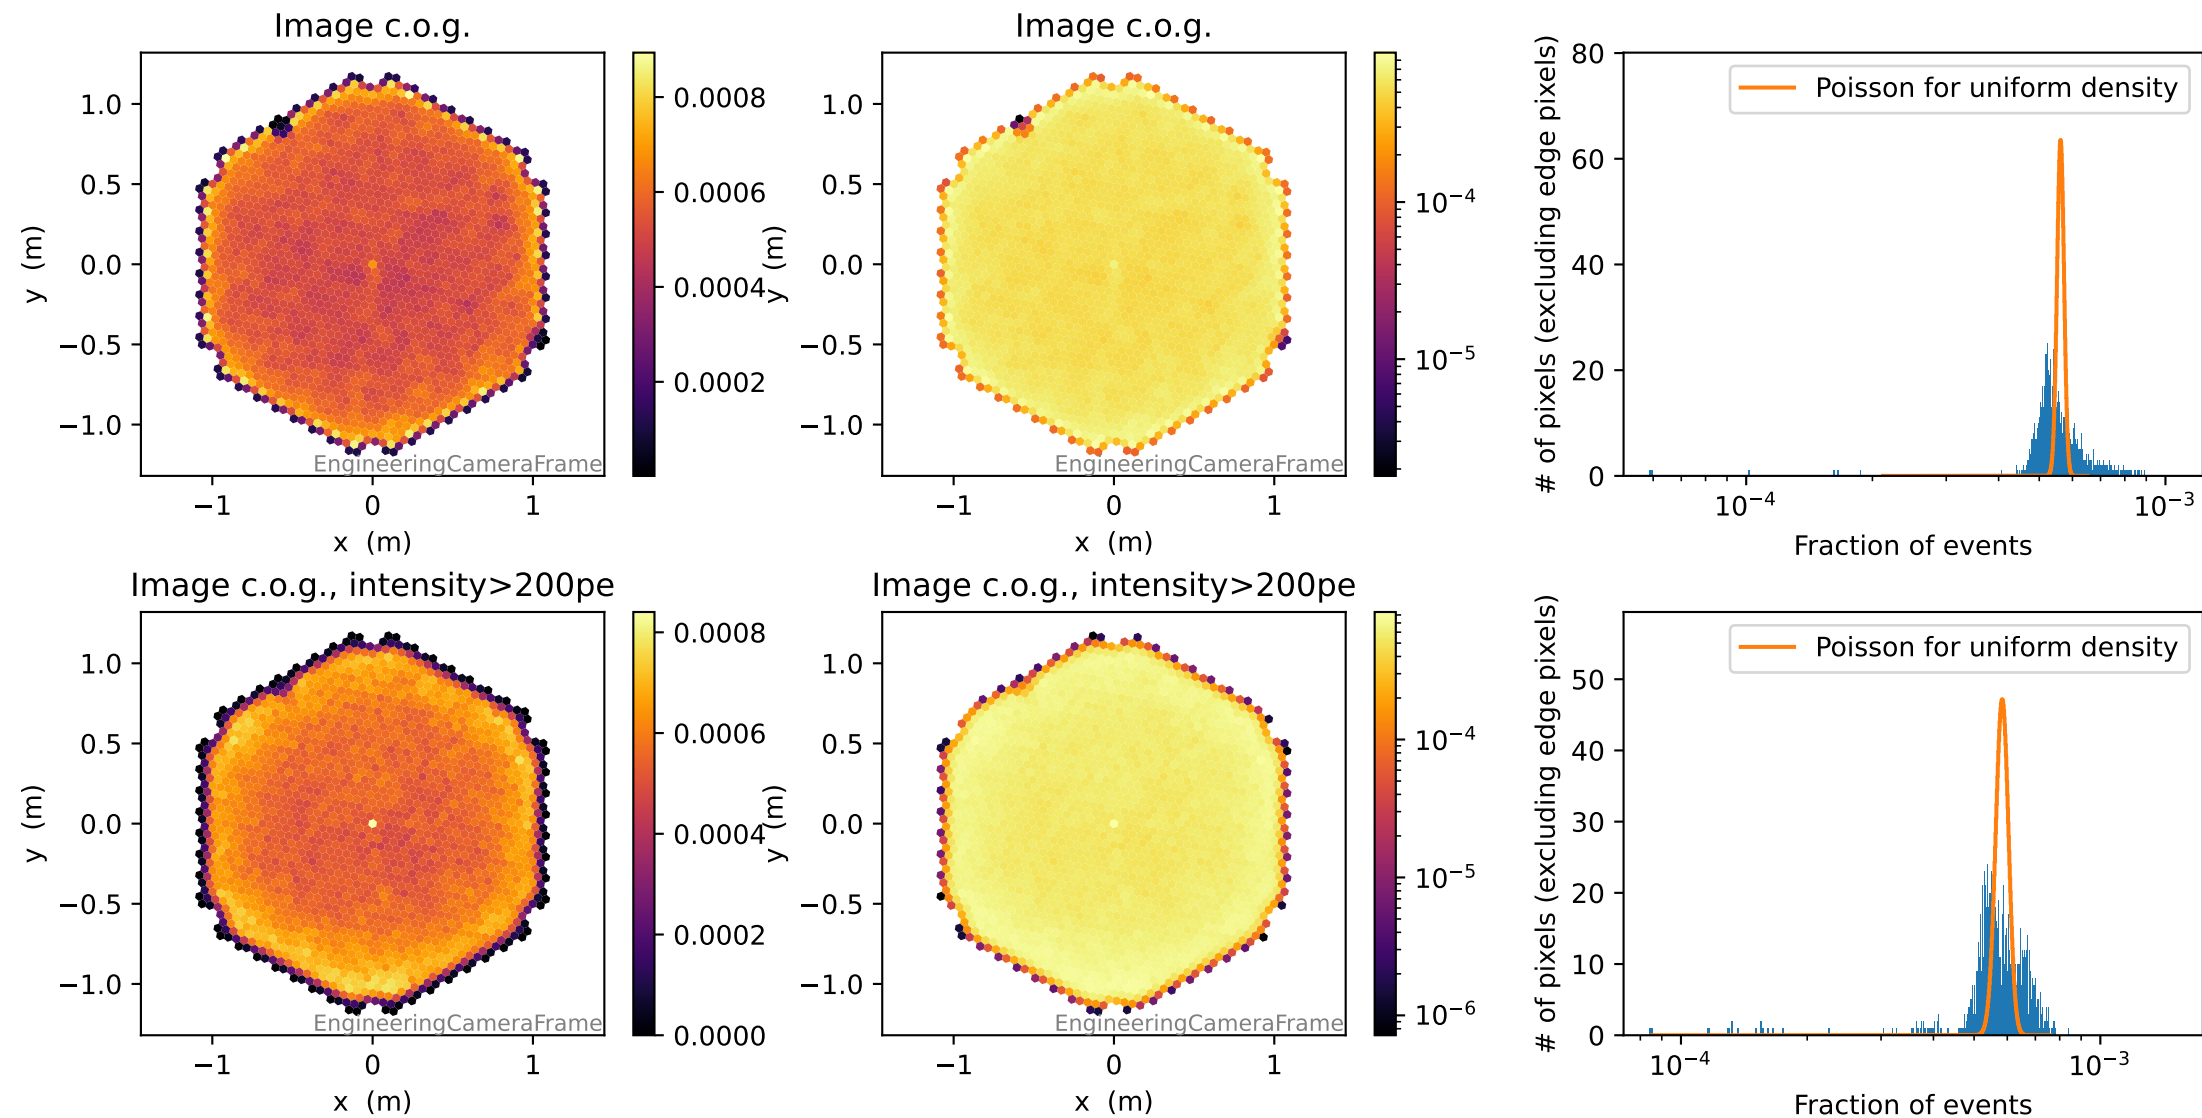 Image c.o.g.
1.0
0.5
0.0
−0.5
−1.0
y (m)
−1
0
1
x (m)
EngineeringCameraFrame
0.0008
0.0006
0.0004
0.0002
Image c.o.g.
y (m)
1.0
0.5
0.0
−0.5
−1.0
−1
0
1
x (m)
EngineeringCameraFrame
10⁻⁴
10⁻⁵
# of pixels (excluding edge pixels)
80
60
40
20
0
Poisson for uniform density
10⁻⁴
10⁻³
Fraction of events
Image c.o.g., intensity>200pe
1.0
0.5
0.0
−0.5
−1.0
y (m)
−1
0
1
x (m)
EngineeringCameraFrame
0.0008
0.0006
0.0004
0.0002
0.0000
Image c.o.g., intensity>200pe
y (m)
1.0
0.5
0.0
−0.5
−1.0
−1
0
1
x (m)
EngineeringCameraFrame
10⁻⁴
10⁻⁵
10⁻⁶
# of pixels (excluding edge pixels)
50
40
30
20
10
0
Poisson for uniform density
10⁻⁴
10⁻³
Fraction of events